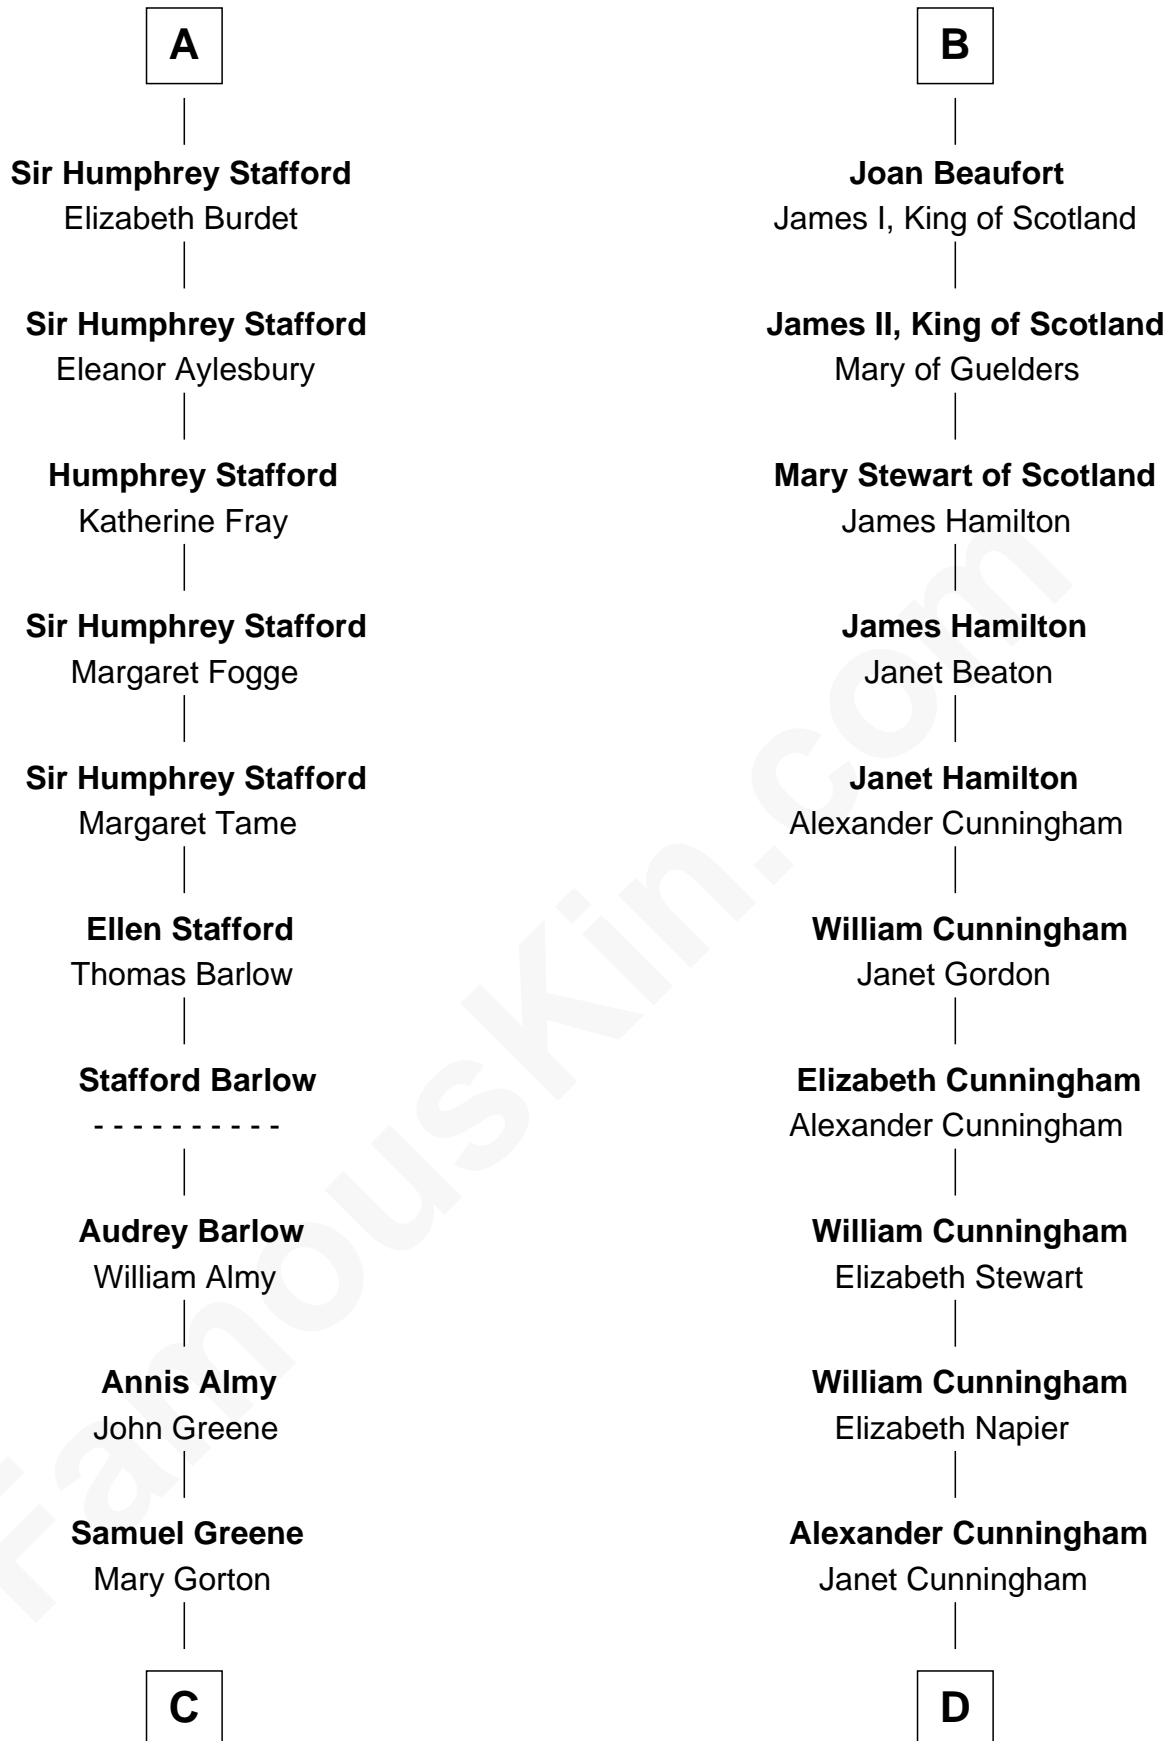 A
Sir Humphrey Stafford
Elizabeth Burdet
Sir Humphrey Stafford
Eleanor Aylesbury
Humphrey Stafford
Katherine Fray
Sir Humphrey Stafford
Margaret Fogge
Sir Humphrey Stafford
Margaret Tame
Ellen Stafford
Thomas Barlow
Stafford Barlow
- - - - - - - - - -
Audrey Barlow
William Almy
Annis Almy
John Greene
Samuel Greene
Mary Gorton
C
B
Joan Beaufort
James I, King of Scotland
James II, King of Scotland
Mary of Guelders
Mary Stewart of Scotland
James Hamilton
James Hamilton
Janet Beaton
Janet Hamilton
Alexander Cunningham
William Cunningham
Janet Gordon
Elizabeth Cunningham
Alexander Cunningham
William Cunningham
Elizabeth Stewart
William Cunningham
Elizabeth Napier
Alexander Cunningham
Janet Cunningham
D
FamousKin.com